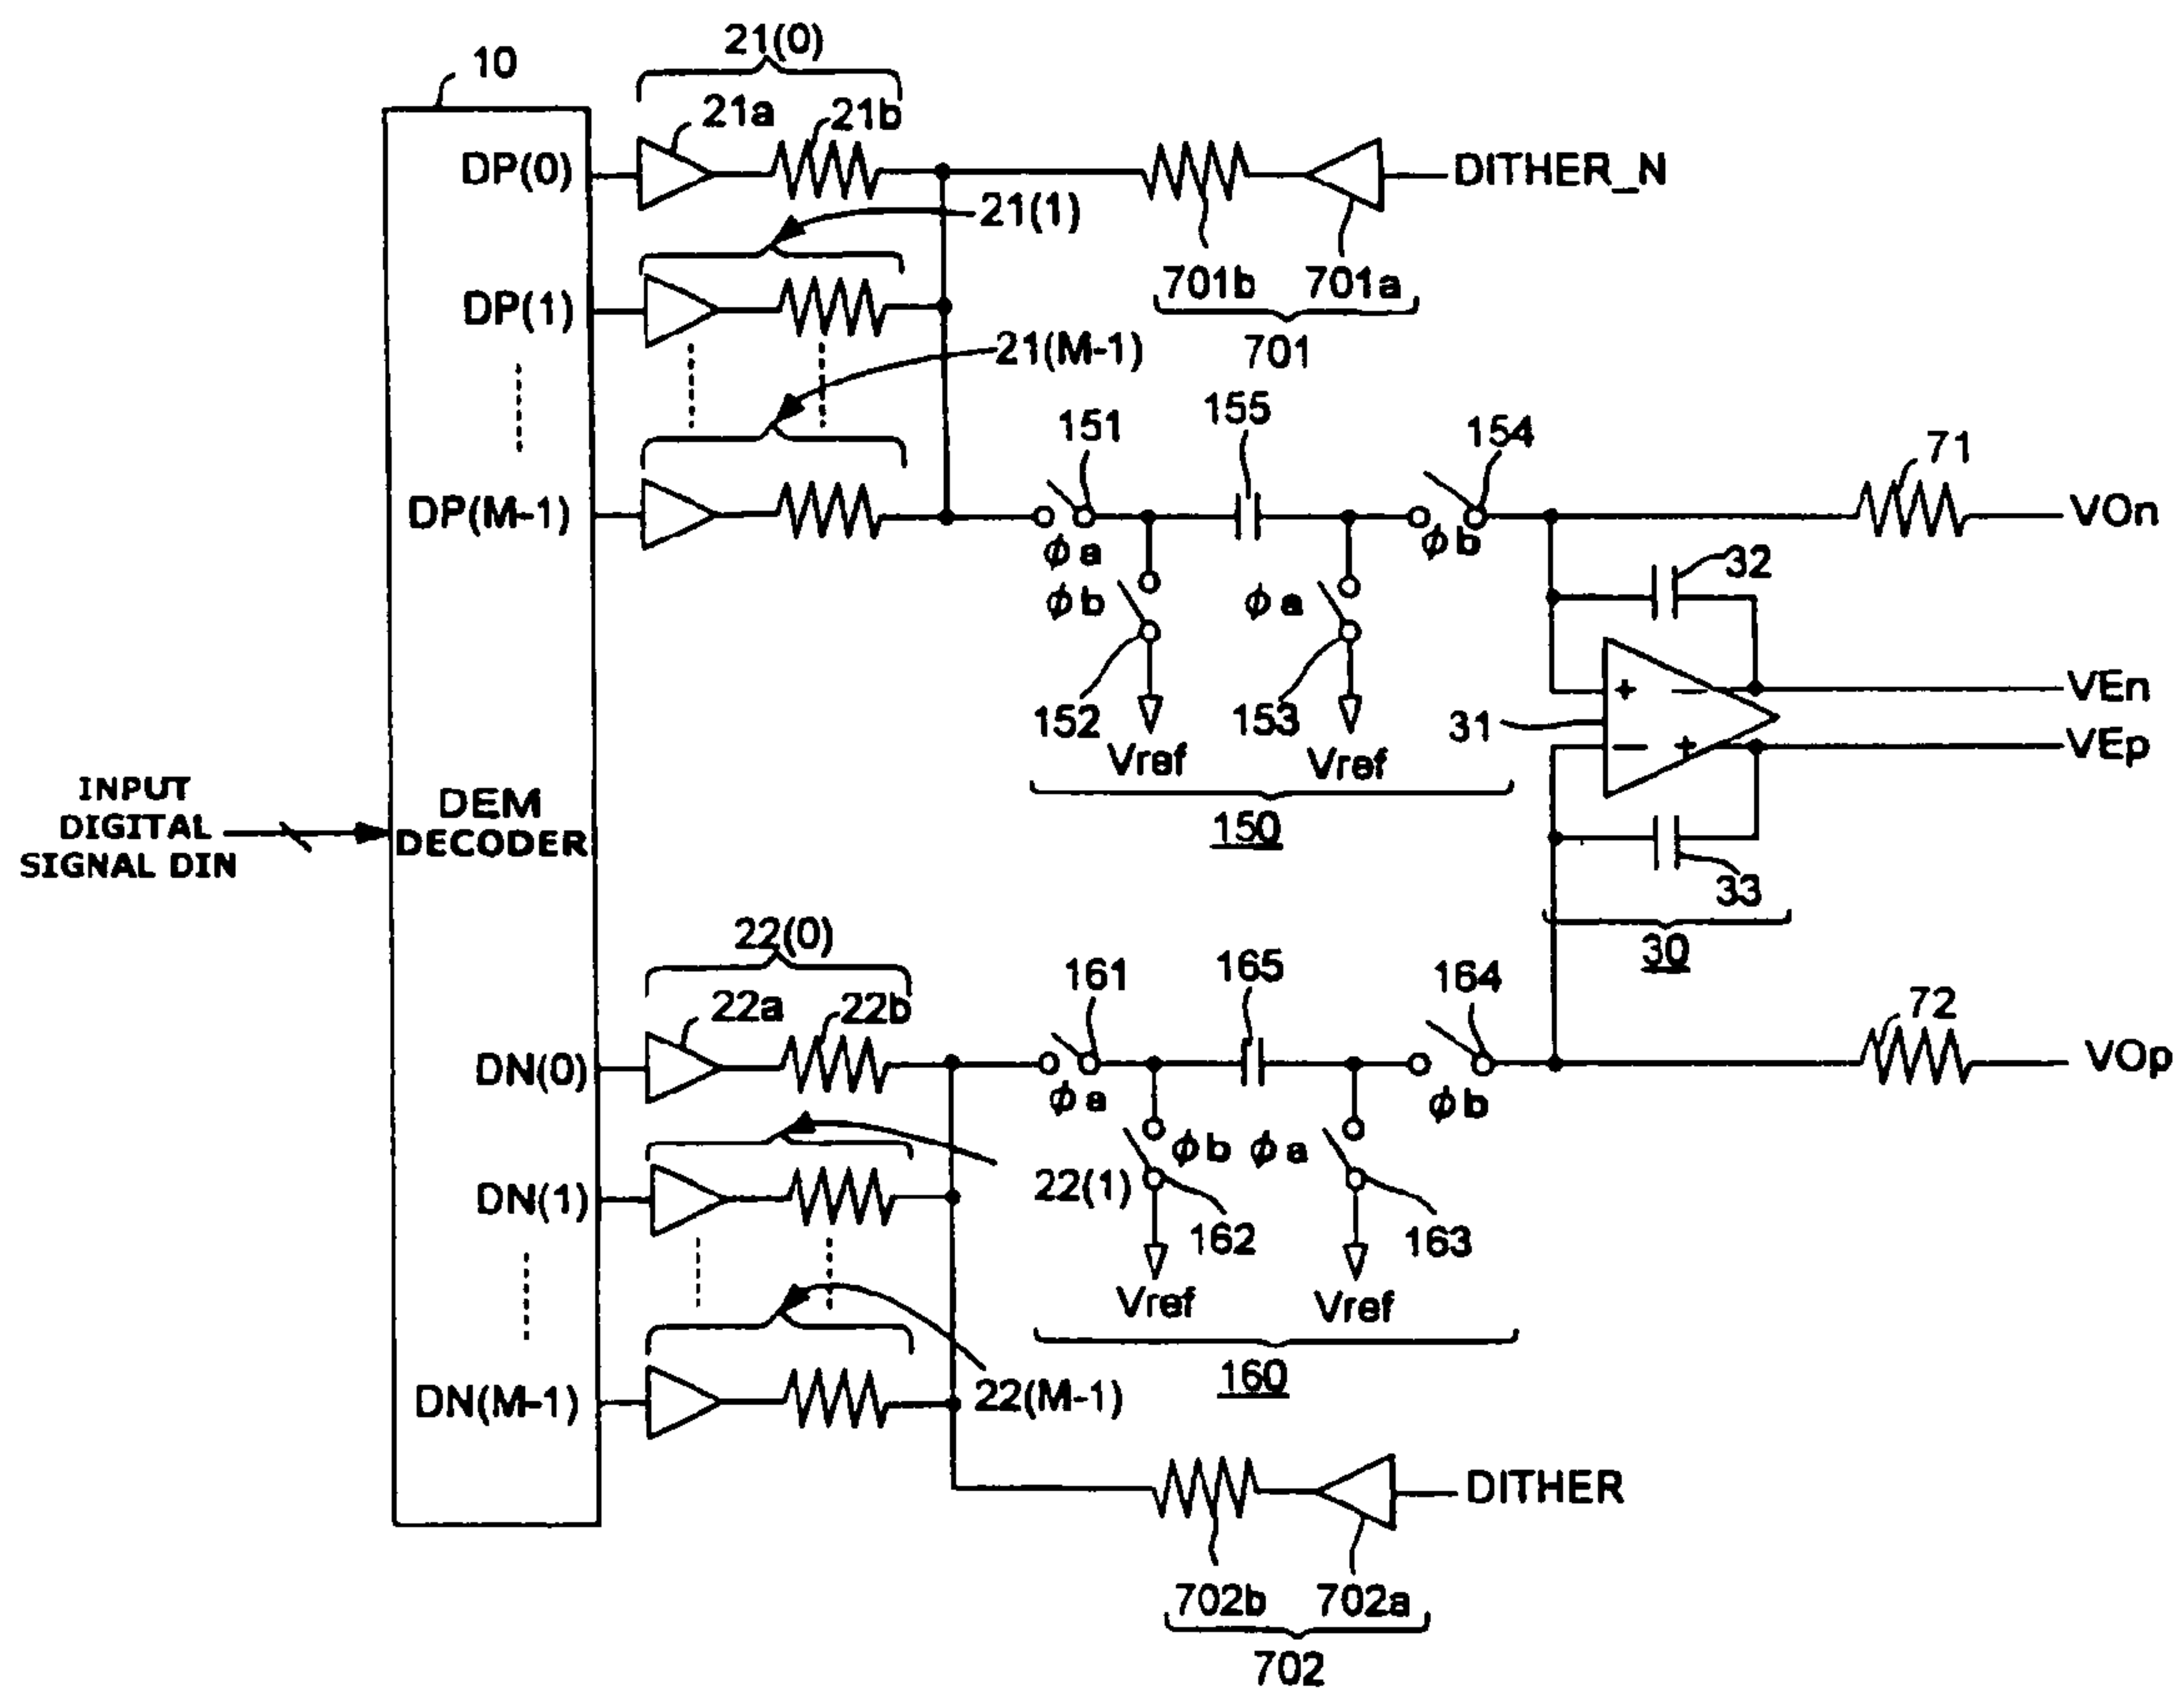 21(0)
10
21a
21b
DP(0)
DITHER_N
21(1)
701b
701a
DP(1)
701
21(M-1)
155
151
154
71
DP(M-1)
VOn
ϕa
ϕb
32
ϕb
ϕa
+
−
VEn
152
153
31
Vref
Vref
−
+
VEp
INPUT
DIGITAL
SIGNAL DIN
DEM
DECODER
150
33
30
22(0)
161
165
164
22a
22b
72
DN(0)
VOp
ϕa
ϕb
ϕb
ϕa
DN(1)
22(1)
162
163
Vref
Vref
160
DN(M-1)
22(M-1)
DITHER
702b
702a
702